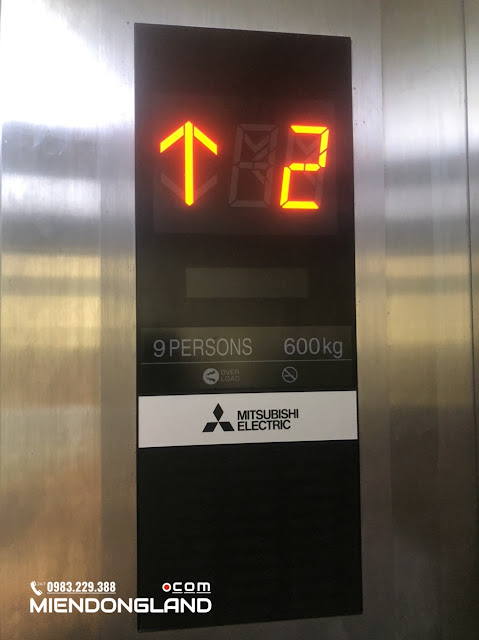 2
9 PERSONS 600kg
OVER
LOAD
MITSUBISHI
ELECTRIC
0983.229.388
.com
MIENDONGLAND